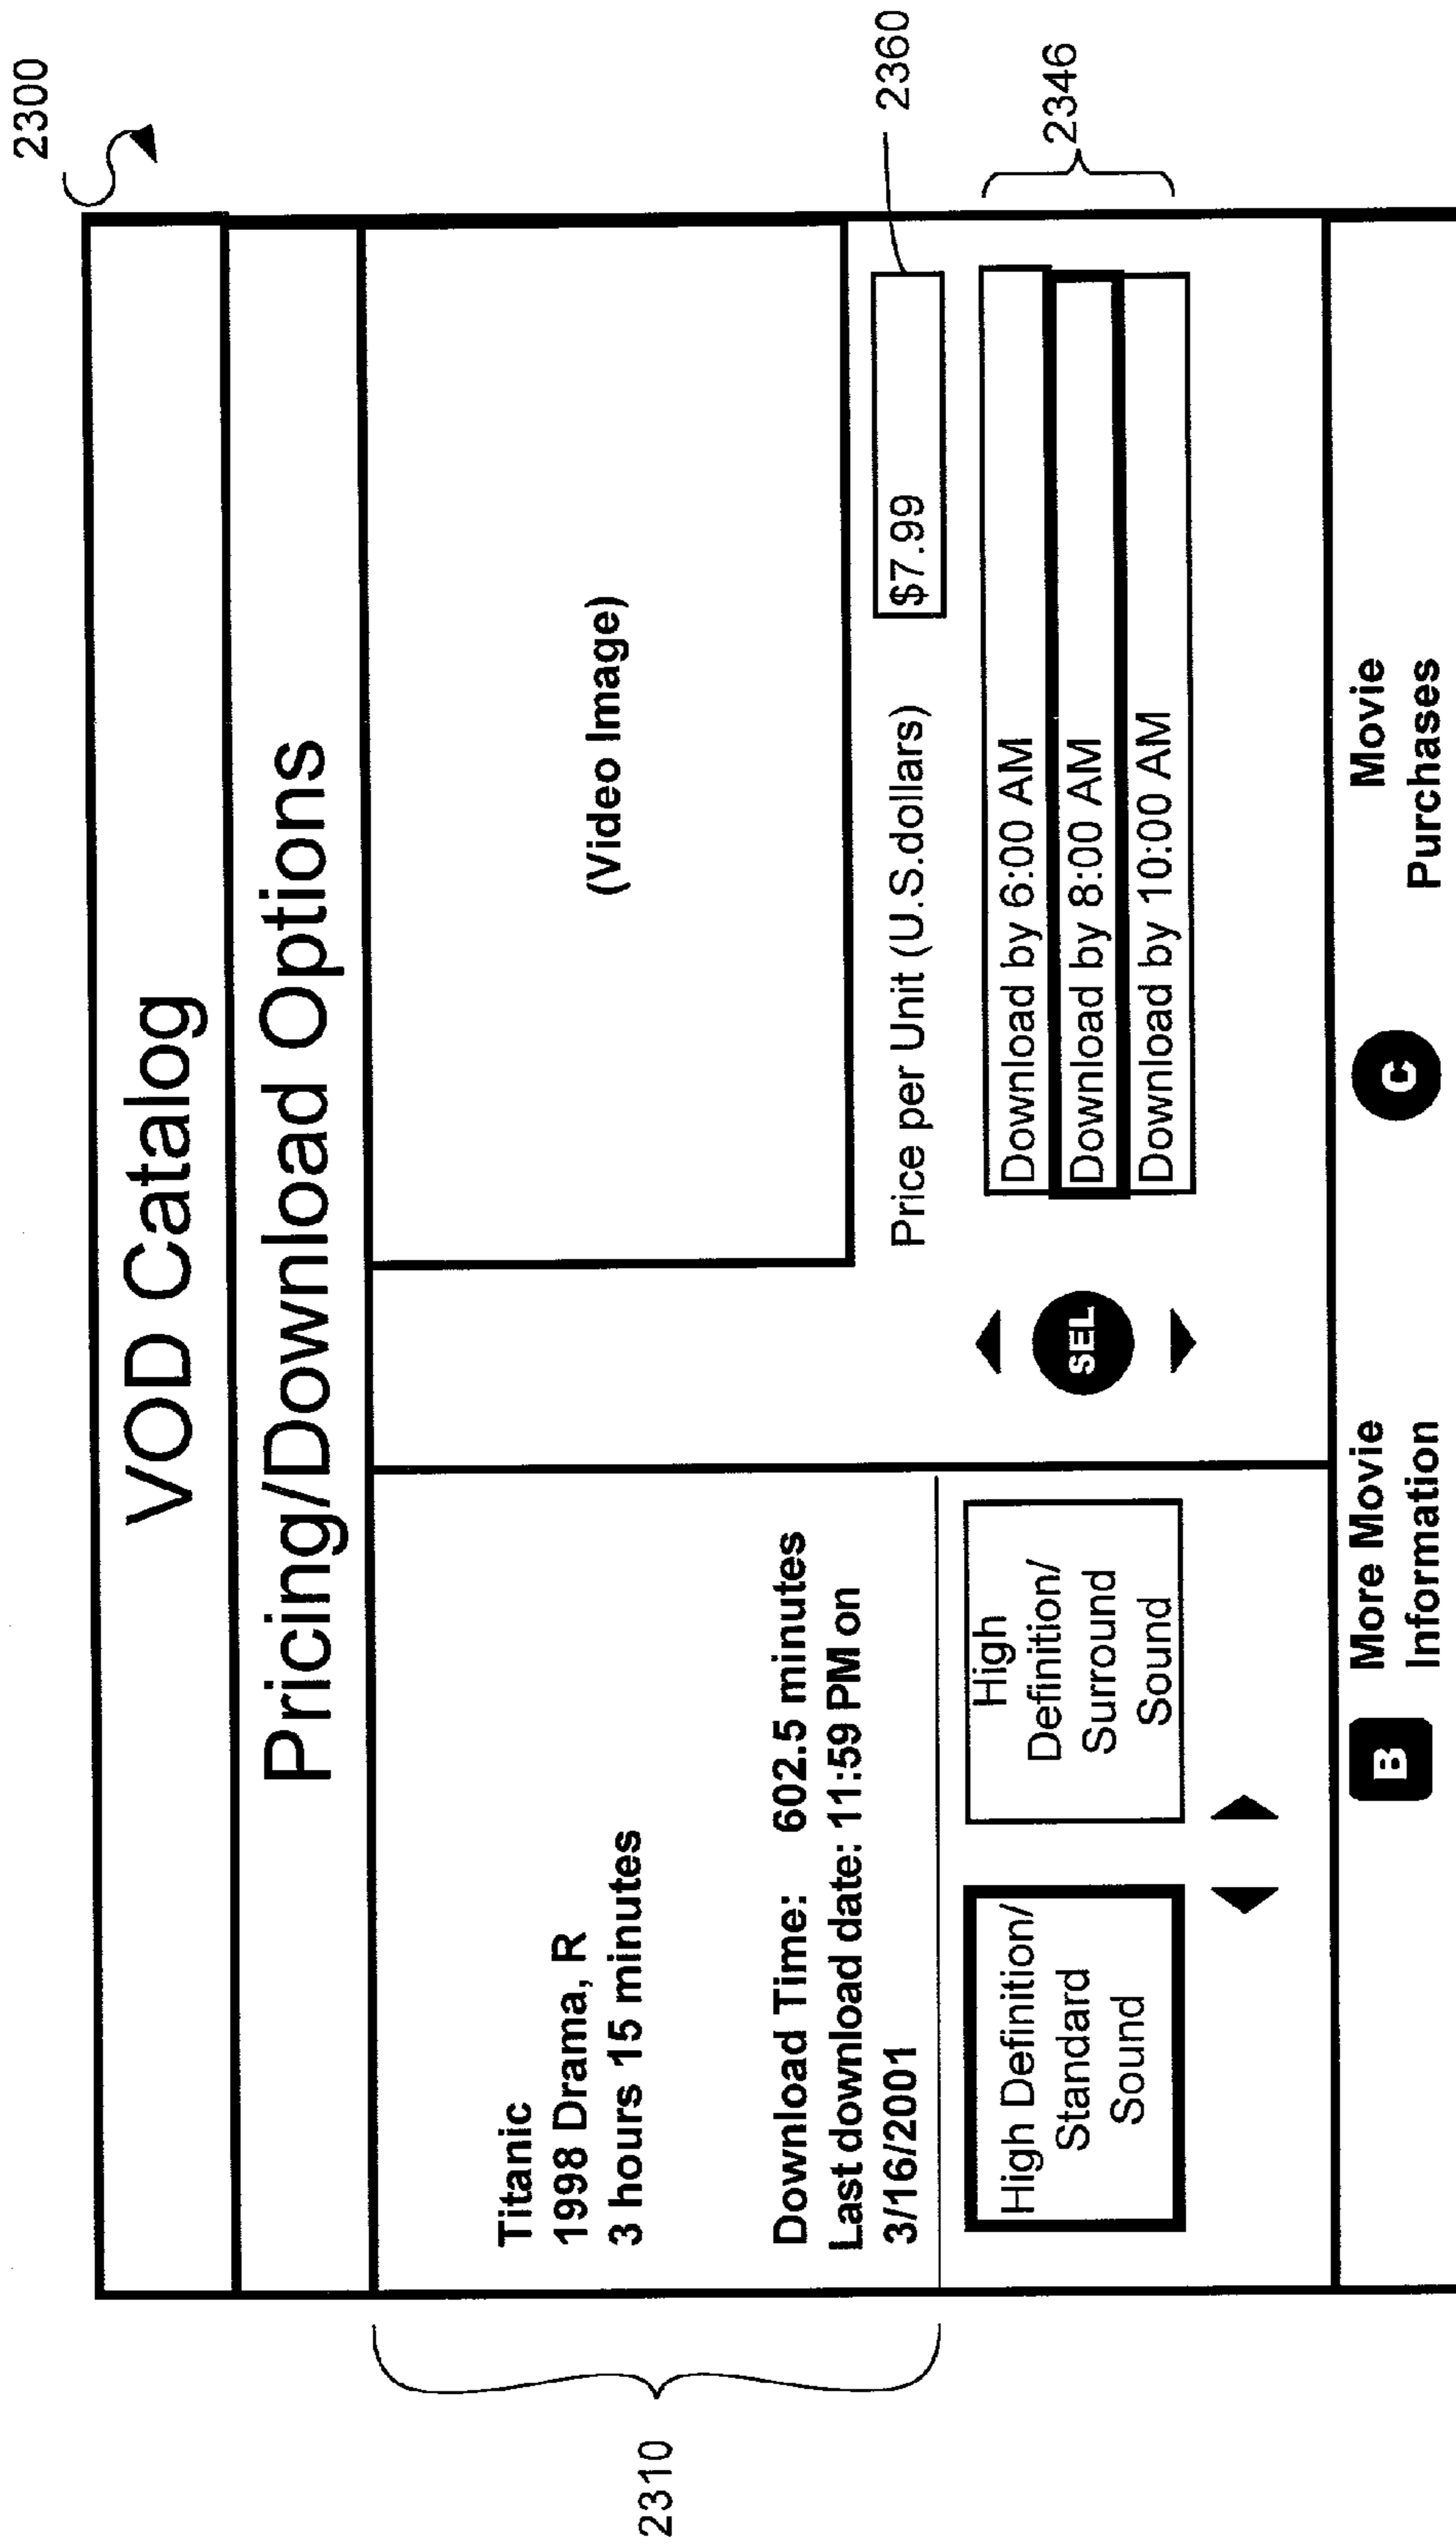 2300
VOD Catalog
Pricing/Download Options
2310
Titanic
1998 Drama, R
3 hours 15 minutes
Download Time: 602.5 minutes
Last download date: 11:59 PM on
3/16/2001
High Definition/
Standard
Sound
High
Definition/
Surround
Sound
(Video Image)
Price per Unit (U.S.dollars)
$7.99
2360
SEL
Download by 6:00 AM
Download by 8:00 AM
Download by 10:00 AM
2346
B
More Movie
Information
C
Movie
Purchases